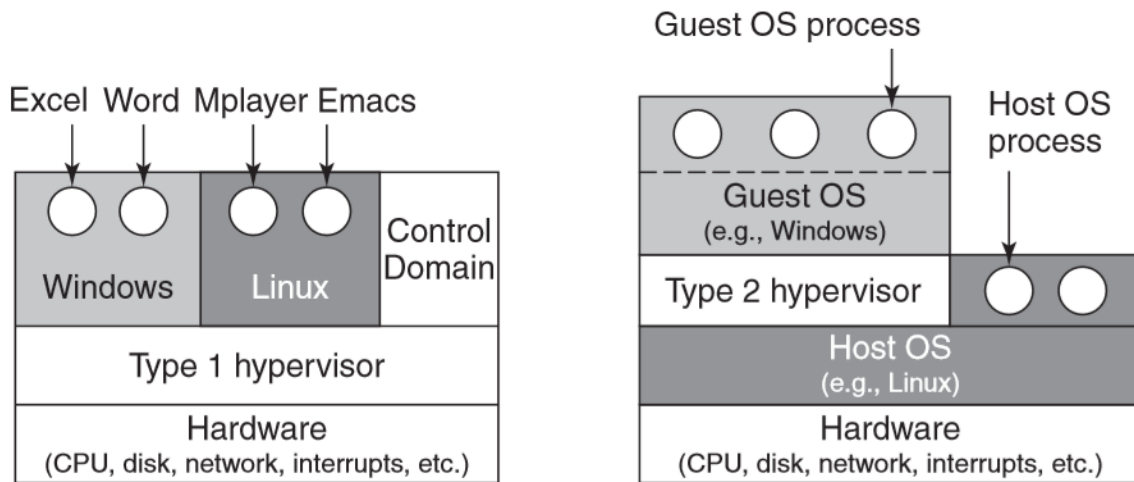 Excel Word Mplayer Emacs
Control
Domain
Windows
Linux
Type 1 hypervisor
Hardware
(CPU, disk, network, interrupts, etc.)
Guest OS process
Host OS
process
Guest OS
(e.g., Windows)
Type 2 hypervisor
Host OS
(e.g., Linux)
Hardware
(CPU, disk, network, interrupts, etc.)